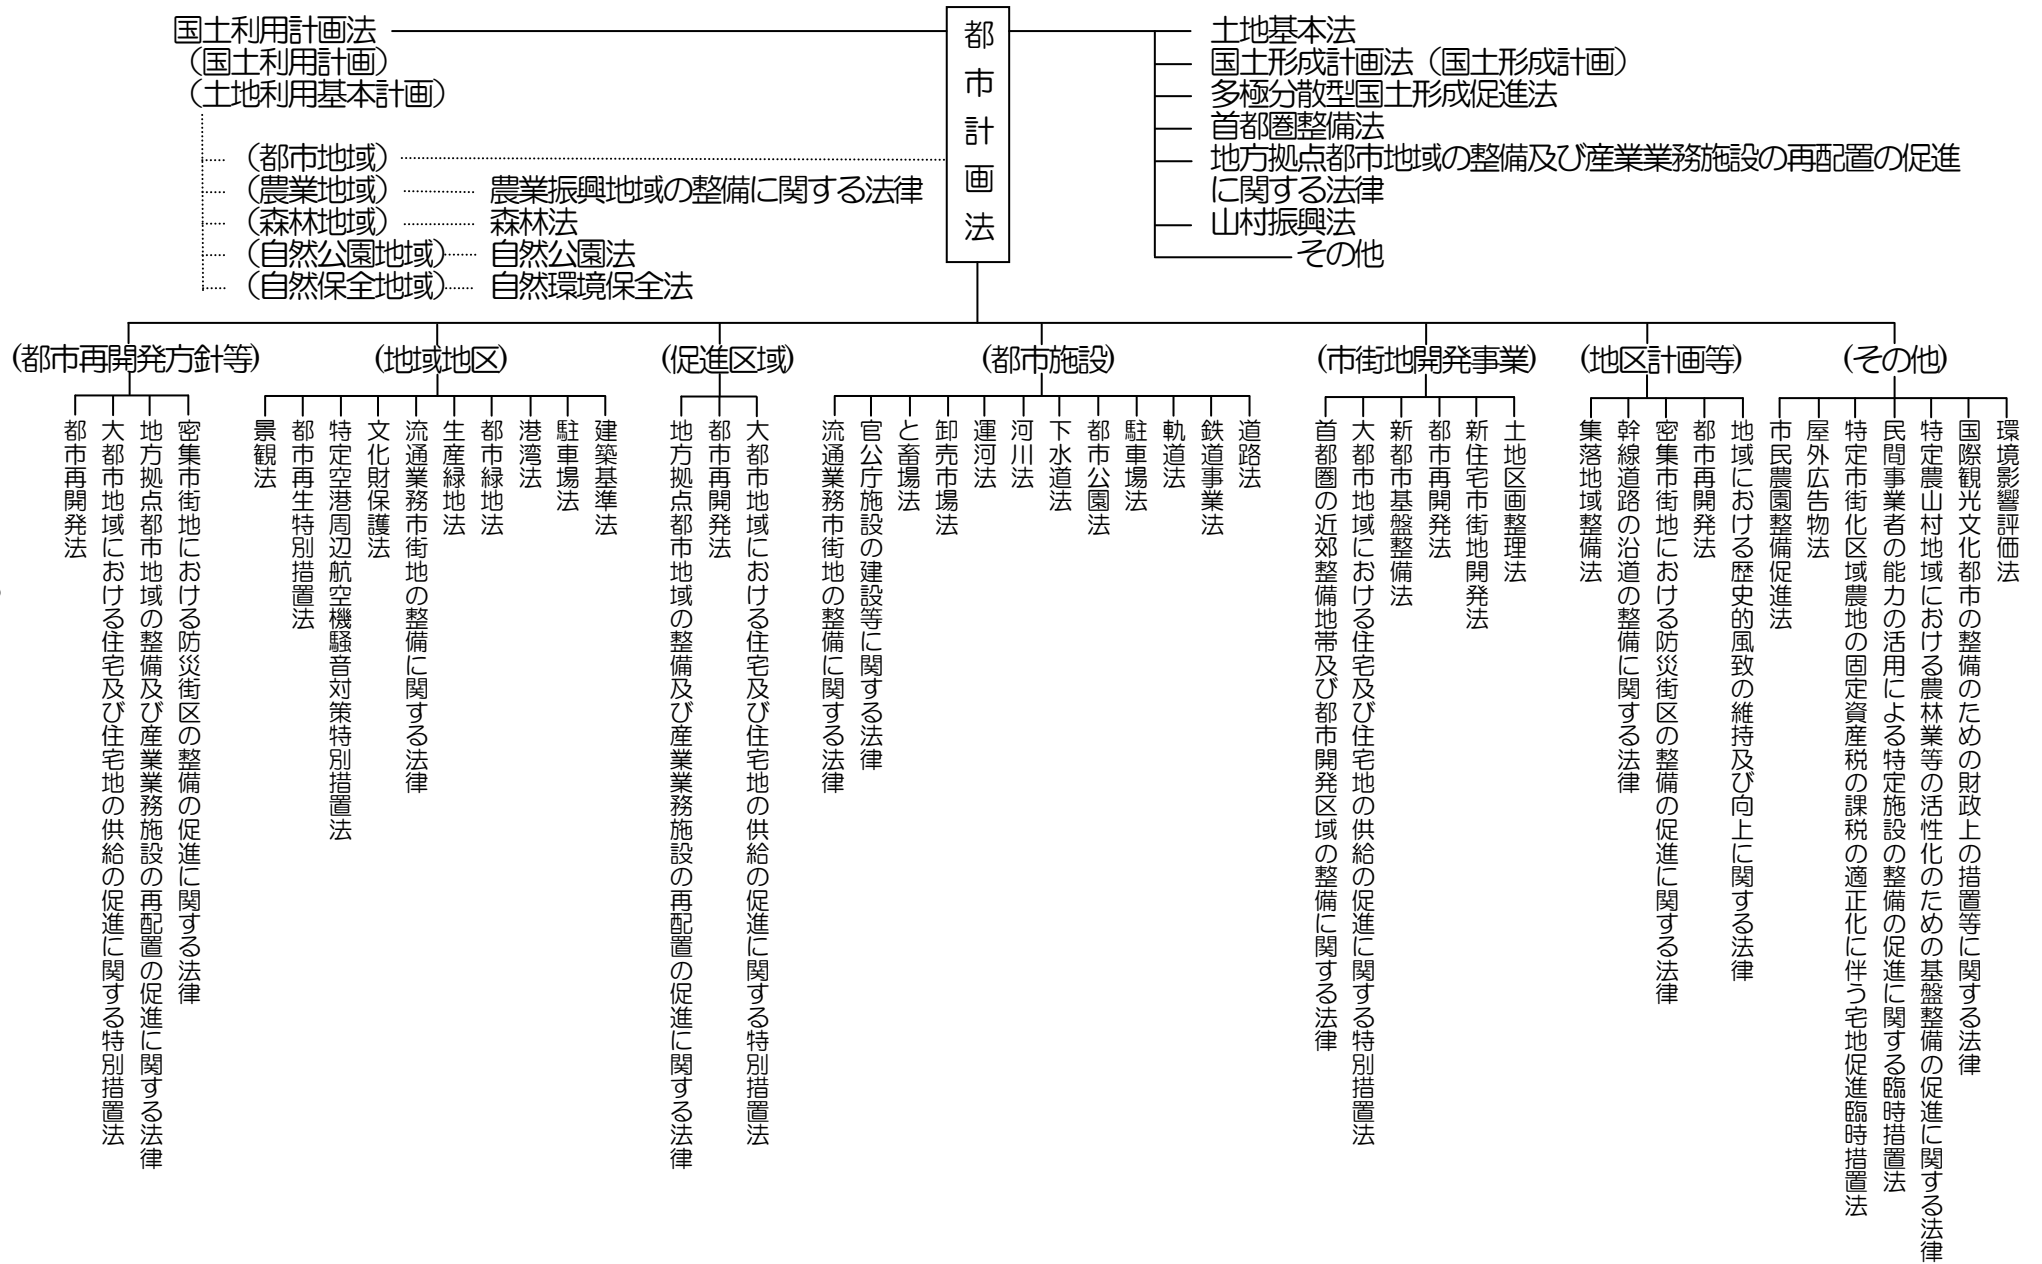 国土利用計画法
（国土利用計画）
（土地利用基本計画）
（都市地域）
（農業地域）
農業振興地域の整備に関する法律
（森林地域）
森林法
（自然公園地域）
自然公園法
（自然保全地域）
自然環境保全法
都市計画法
土地基本法
国土形成計画法（国土形成計画）
多極分散型国土形成促進法
首都圏整備法
地方拠点都市地域の整備及び産業業務施設の再配置の促進
に関する法律
山村振興法
その他
(都市再開発方針等)
都市再開発法
大都市地域における住宅及び住宅地の供給の促進に関する特別措置法
地方拠点都市地域の整備及び産業業務施設の再配置の促進に関する法律
密集市街地における防災街区の整備の促進に関する法律
(地域地区)
景観法
都市再生特別措置法
特定空港周辺航空機騒音対策特別措置法
文化財保護法
流通業務市街地の整備に関する法律
生産緑地法
都市緑地法
港湾法
駐車場法
建築基準法
(促進区域)
地方拠点都市地域の整備及び産業業務施設の再配置の促進に関する法律
都市再開発法
大都市地域における住宅及び住宅地の供給の促進に関する特別措置法
(都市施設)
流通業務市街地の整備に関する法律
官公庁施設の建設等に関する法律
と畜場法
卸売市場法
運河法
河川法
下水道法
都市公園法
駐車場法
軌道法
鉄道事業法
道路法
(市街地開発事業)
首都圏の近郊整備地帯及び都市開発区域の整備に関する法律
大都市地域における住宅及び住宅地の供給の促進に関する特別措置法
新都市基盤整備法
都市再開発法
新住宅市街地開発法
土地区画整理法
(地区計画等)
集落地域整備法
幹線道路の沿道の整備に関する法律
密集市街地における防災街区の整備の促進に関する法律
都市再開発法
地域における歴史的風致の維持及び向上に関する法律
(その他)
市民農園整備促進法
屋外広告物法
特定市街化区域農地の固定資産税の課税の適正化に伴う宅地促進臨時措置法
民間事業者の能力の活用による特定施設の整備の促進に関する臨時措置法
特定農山村地域における農林業等の活性化のための基盤整備の促進に関する法律
国際観光文化都市の整備のための財政上の措置等に関する法律
環境影響評価法